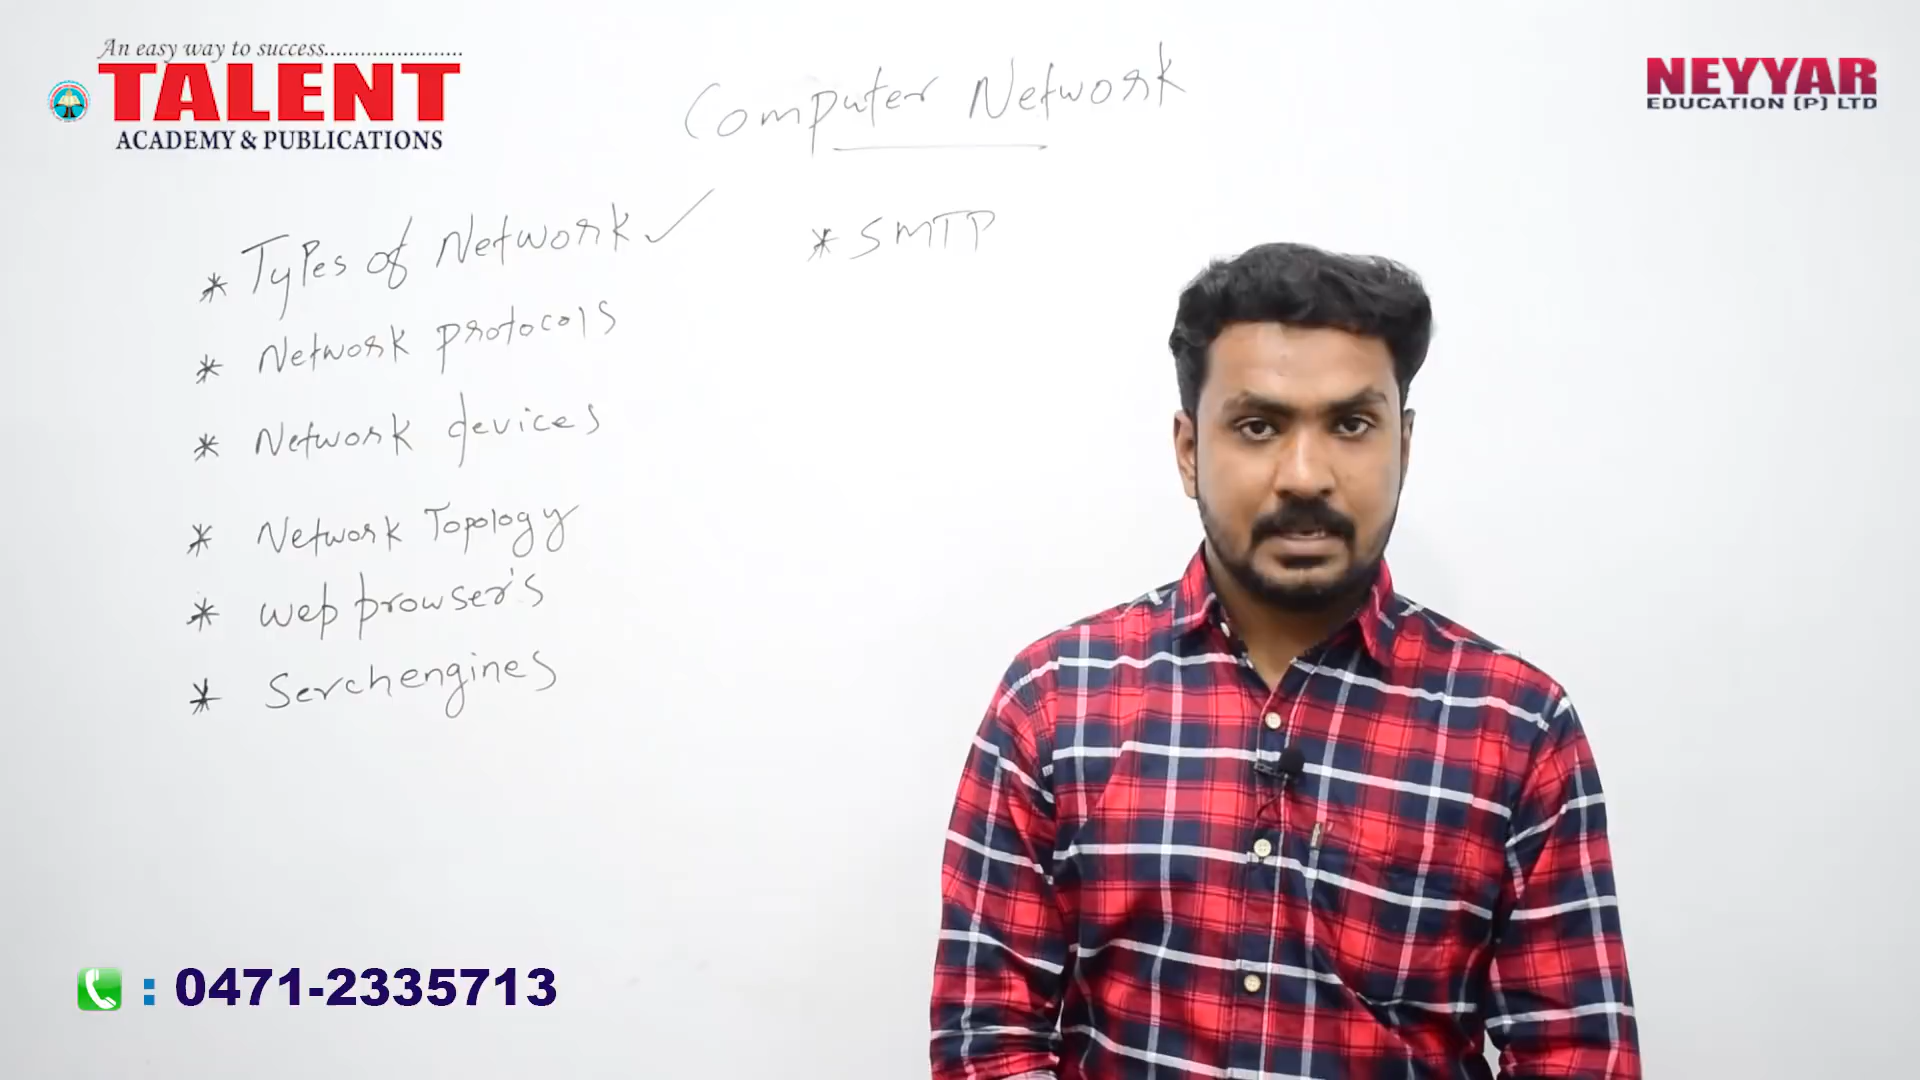 An easy way to success.......................
TALENT
ACADEMY & PUBLICATIONS
NEYYAR
EDUCATION (P) LTD
Computer Network
* Types of Network ✓
* SMTP
* Network protocols
* Network devices
* Network Topology
* web browser's
* Serchengines
: 0471-2335713